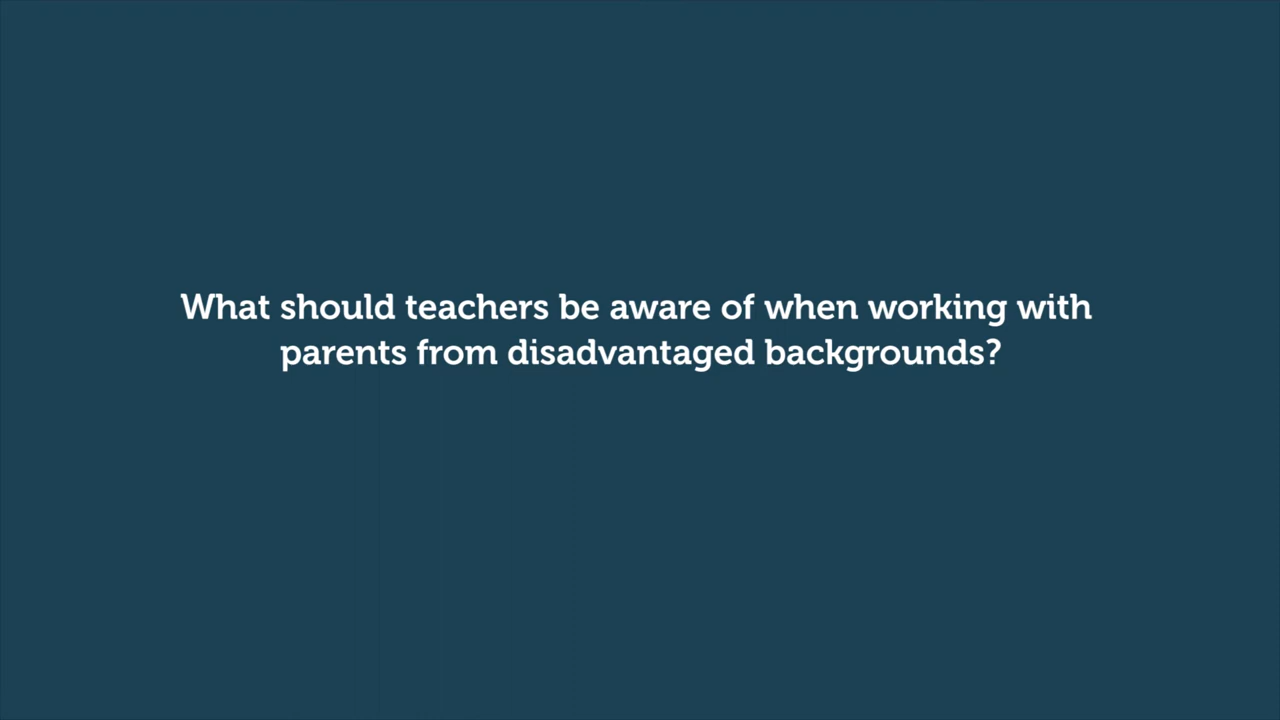 What should teachers be aware of when working with
parents from disadvantaged backgrounds?